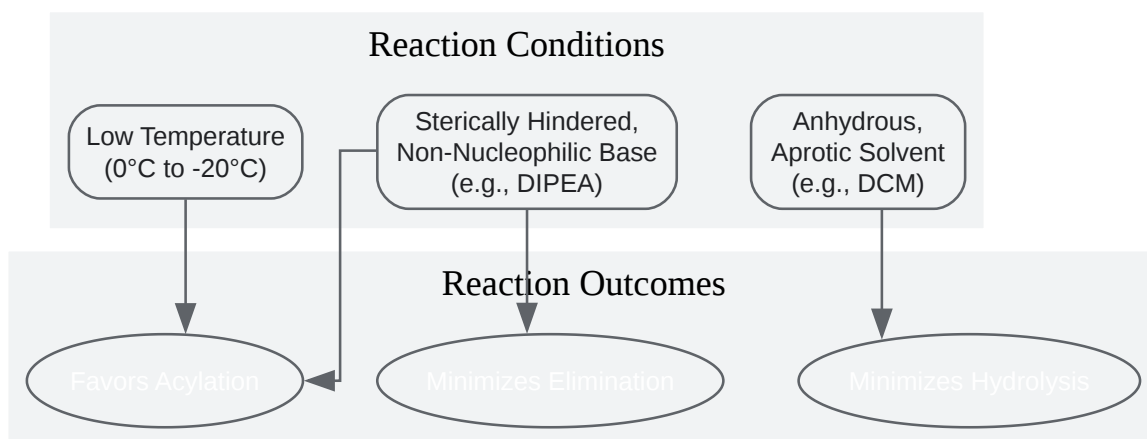 Reaction Conditions
Low Temperature
(0°C to -20°C)
Sterically Hindered,
Non-Nucleophilic Base
(e.g., DIPEA)
Anhydrous,
Aprotic Solvent
(e.g., DCM)
Reaction Outcomes
Favors Acylation
Minimizes Elimination
Minimizes Hydrolysis